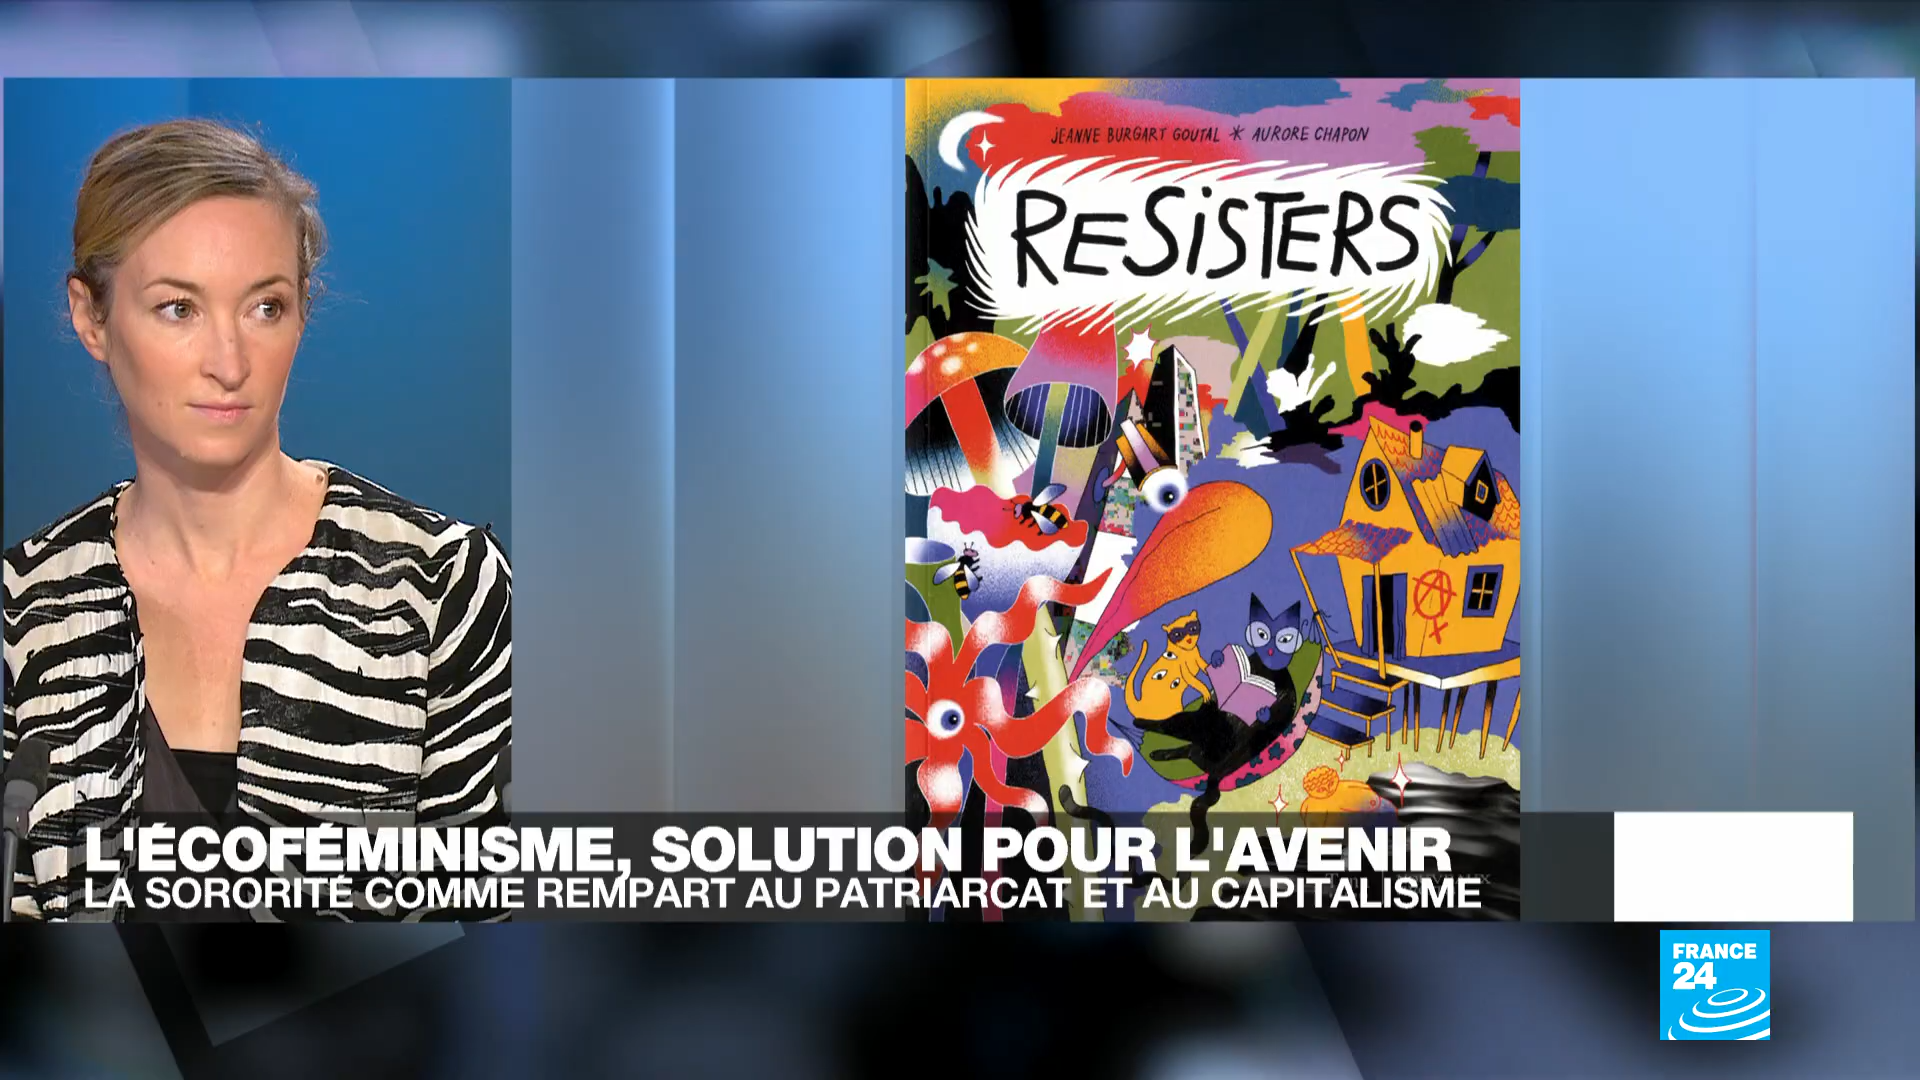 JEANNE BURGART GOUTAL * AURORE CHAPON
RESISTERS
L'ÉCOFÉMINISME, SOLUTION POUR L'AVENIR
LA SORORITÉ COMME REMPART AU PATRIARCAT ET AU CAPITALISME
FRANCE
24